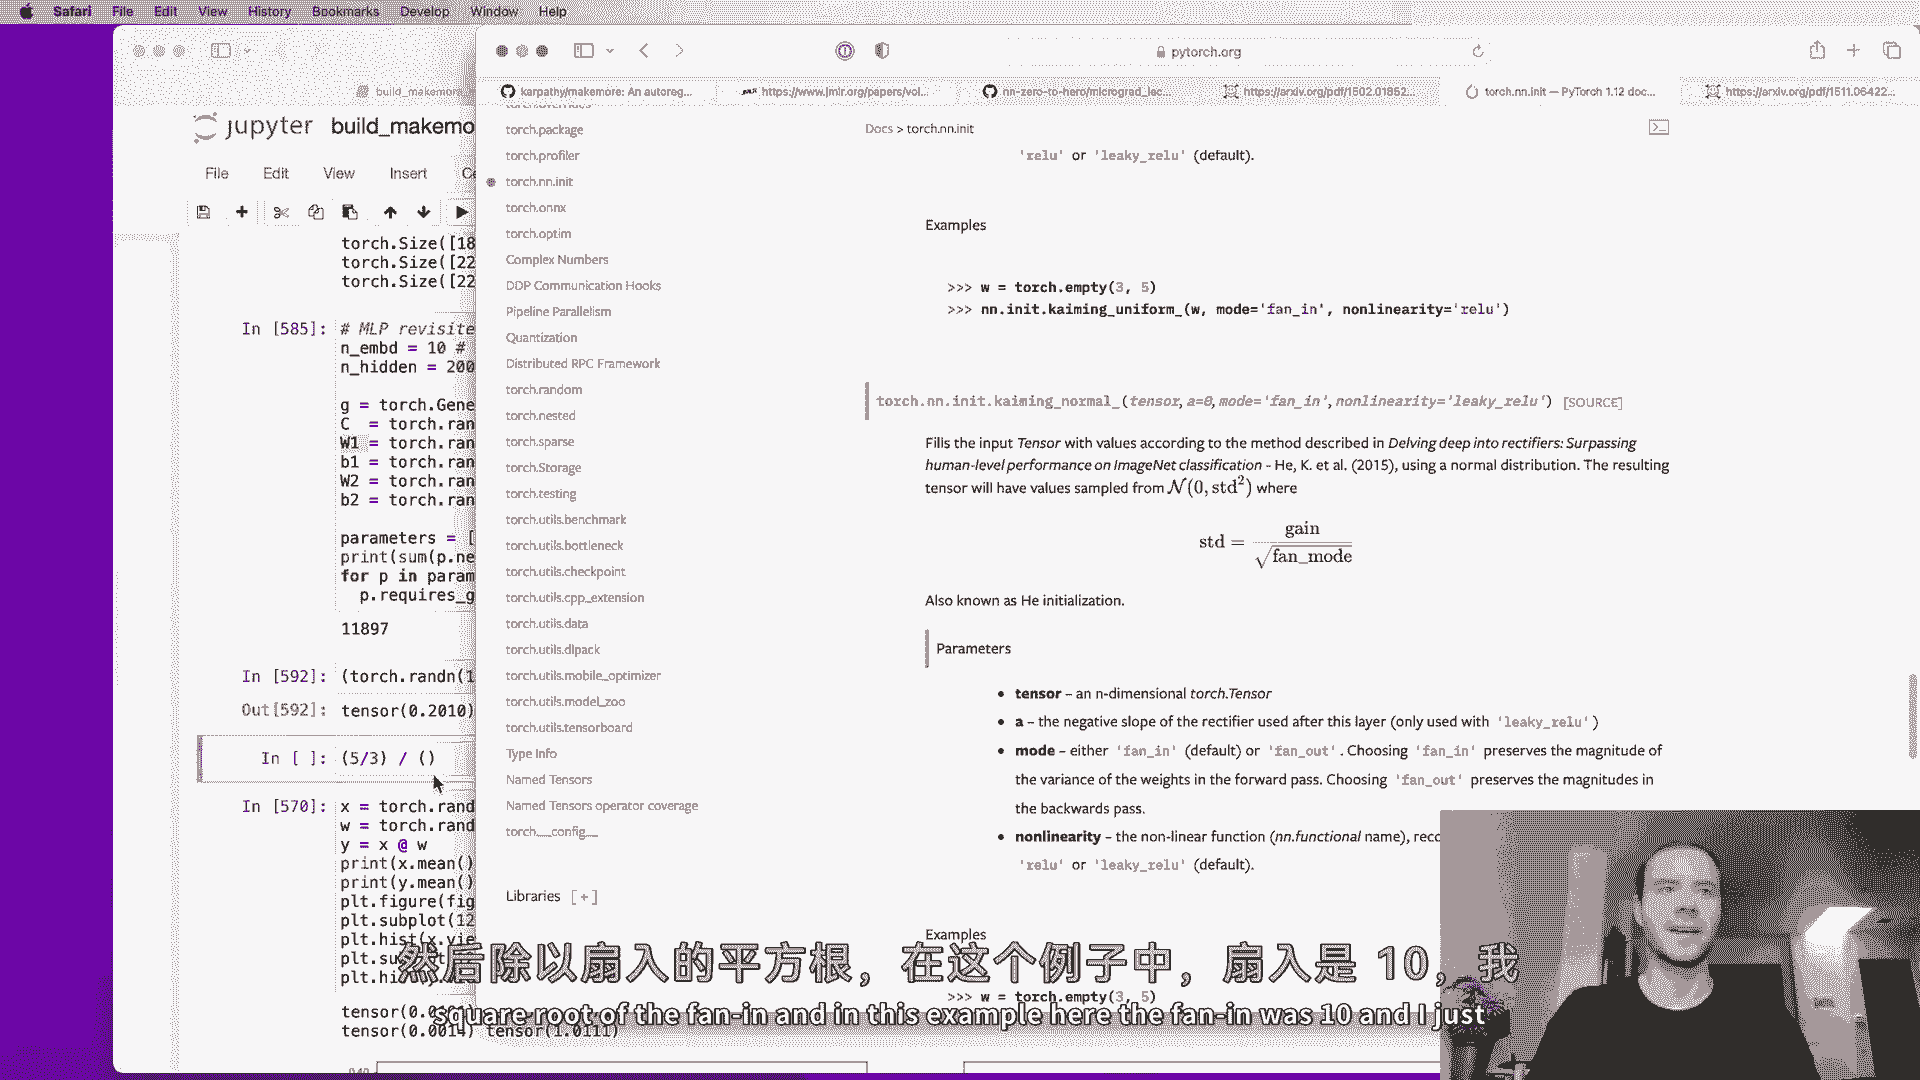 Safari File Edit View History Bookmarks Develop Window Help
pytorch.org
build_makemore
karpathy/makemore: An autoreg...
https://www.jmlr.org/papers/vol...
nn-zero-to-hero/micrograd_lec...
https://arxiv.org/pdf/1502.01852...
torch.nn.init — PyTorch 1.12 doc...
https://arxiv.org/pdf/1511.06422...
jupyter build_makemo
File Edit View Insert
torch.Size([18
torch.Size([22
torch.Size([22
In [585]: # MLP revisite
n_embd = 10 #
n_hidden = 200
g = torch.Gene
C = torch.ran
W1 = torch.ran
b1 = torch.ran
W2 = torch.ran
b2 = torch.ran
parameters = [
print(sum(p.ne
for p in param
p.requires_g
11897
In [592]: (torch.randn(1
Out[592]: tensor(0.2010)
In [ ]: (5/3) / ()
In [570]: x = torch.rand
w = torch.rand
y = x @ w
print(x.mean()
print(y.mean()
plt.figure(fig
plt.subplot(12
plt.hist(x.vie
tensor(0.0014) tensor(1.0111)
torch.overrides
torch.package
torch.profiler
torch.nn.init
torch.onnx
torch.optim
Complex Numbers
DDP Communication Hooks
Pipeline Parallelism
Quantization
Distributed RPC Framework
torch.random
torch.nested
torch.sparse
torch.Storage
torch.testing
torch.utils.benchmark
torch.utils.bottleneck
torch.utils.checkpoint
torch.utils.cpp_extension
torch.utils.data
torch.utils.dlpack
torch.utils.mobile_optimizer
torch.utils.model_zoo
torch.utils.tensorboard
Type Info
Named Tensors
Named Tensors operator coverage
torch.__config__
Libraries [+]
Docs > torch.nn.init
'relu' or 'leaky_relu' (default).
Examples
>>> w = torch.empty(3, 5)
>>> nn.init.kaiming_uniform_(w, mode='fan_in', nonlinearity='relu')
torch.nn.init.kaiming_normal_(tensor, a=0, mode='fan_in', nonlinearity='leaky_relu') [SOURCE]
Fills the input Tensor with values according to the method described in Delving deep into rectifiers: Surpassing
human-level performance on ImageNet classification - He, K. et al. (2015), using a normal distribution. The resulting
tensor will have values sampled from 𝒩(0, std²) where
std = gain / √fan_mode
Also known as He initialization.
Parameters
• tensor – an n-dimensional torch.Tensor
• a – the negative slope of the rectifier used after this layer (only used with 'leaky_relu')
• mode – either 'fan_in' (default) or 'fan_out'. Choosing 'fan_in' preserves the magnitude of
the variance of the weights in the forward pass. Choosing 'fan_out' preserves the magnitudes in
the backwards pass.
• nonlinearity – the non-linear function (nn.functional name), reco
'relu' or 'leaky_relu' (default).
Examples
>>> w = torch.empty(3, 5)
然后除以扇入的平方根，在这个例子中，扇入是 10，我
square root of the fan-in and in this example here the fan-in was 10 and I just